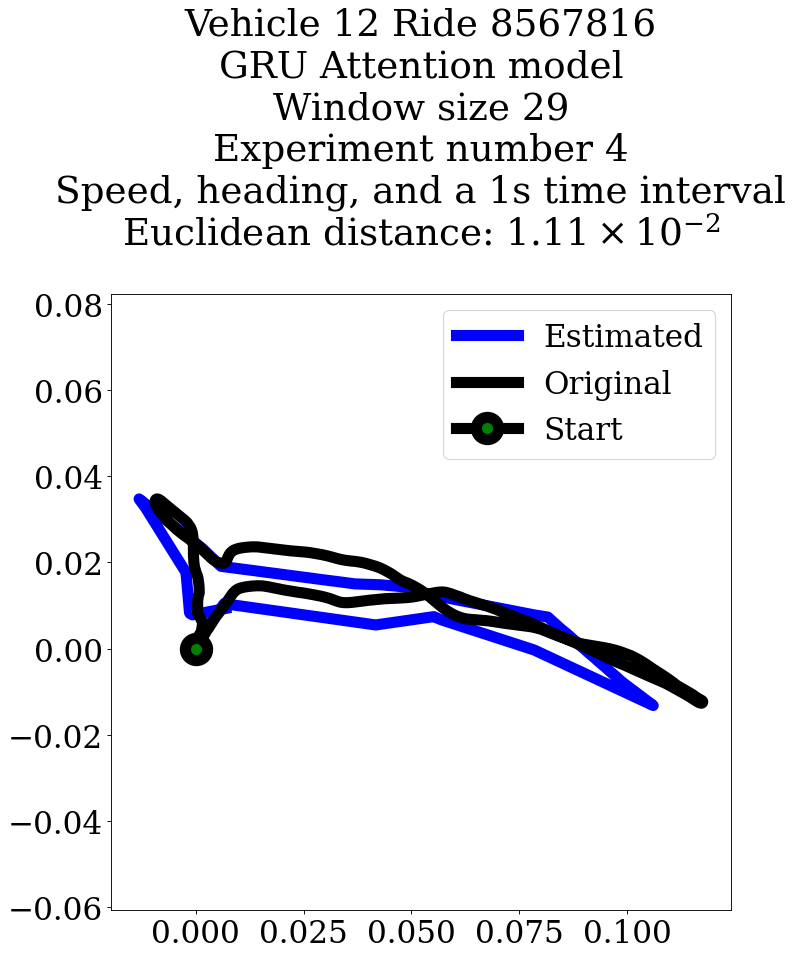 Vehicle 12 Ride 8567816
GRU Attention model
Window size 29
Experiment number 4
Speed, heading, and a 1s time interval
Euclidean distance: 1.11 × 10⁻²
0.08
0.06
0.04
0.02
0.00
−0.02
−0.04
−0.06
Estimated
Original
Start
0.000 0.025 0.050 0.075 0.100